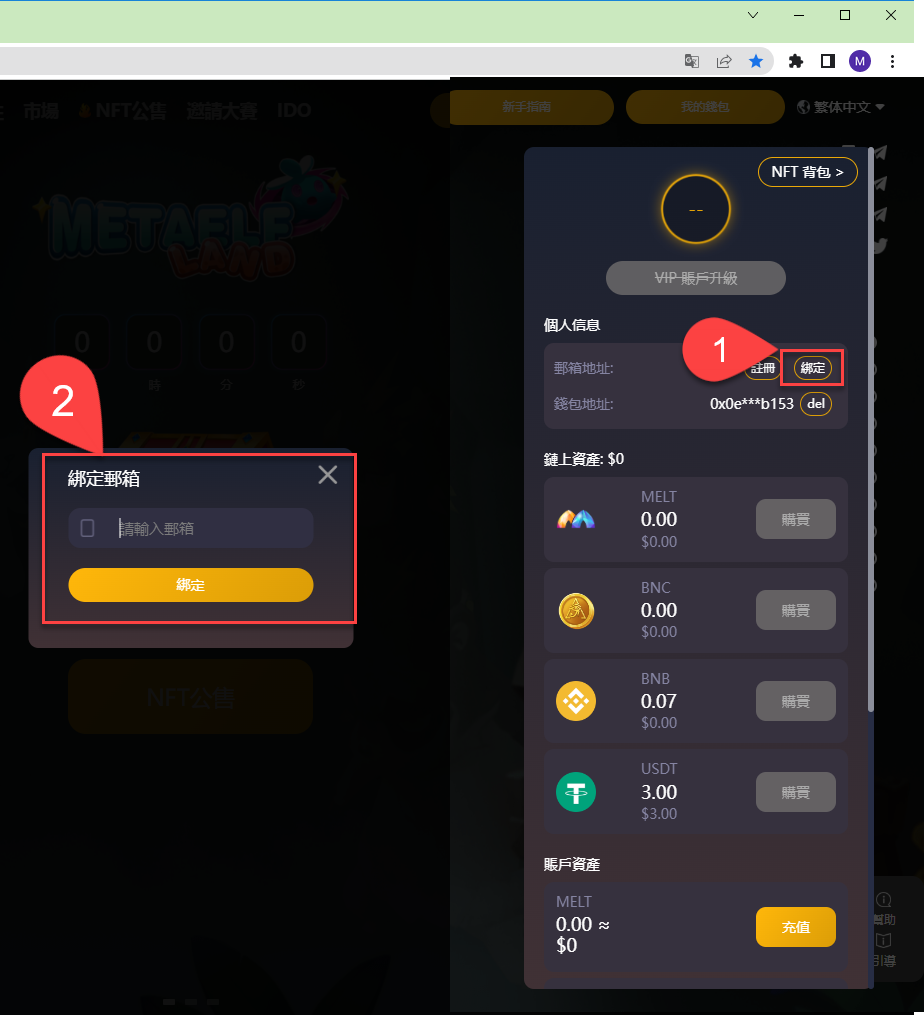 M
市場 NFT公售 邀請大賽 IDO
新手指南
我的錢包
繁体中文
METAELF
LAND
NFT 背包 >
--
VIP 賬戶升級
0 0 0 0
時 分 秒
個人信息
1
郵箱地址: 註冊 綁定
錢包地址: 0x0e***b153 del
2
綁定郵箱
請輸入郵箱
綁定
NFT公售
鏈上資產: $0
MELT
0.00
$0.00
購買
BNC
0.00
$0.00
購買
BNB
0.07
$0.00
購買
USDT
3.00
$3.00
購買
賬戶資產
MELT
0.00 ≈
$0
充值
幫助
引導